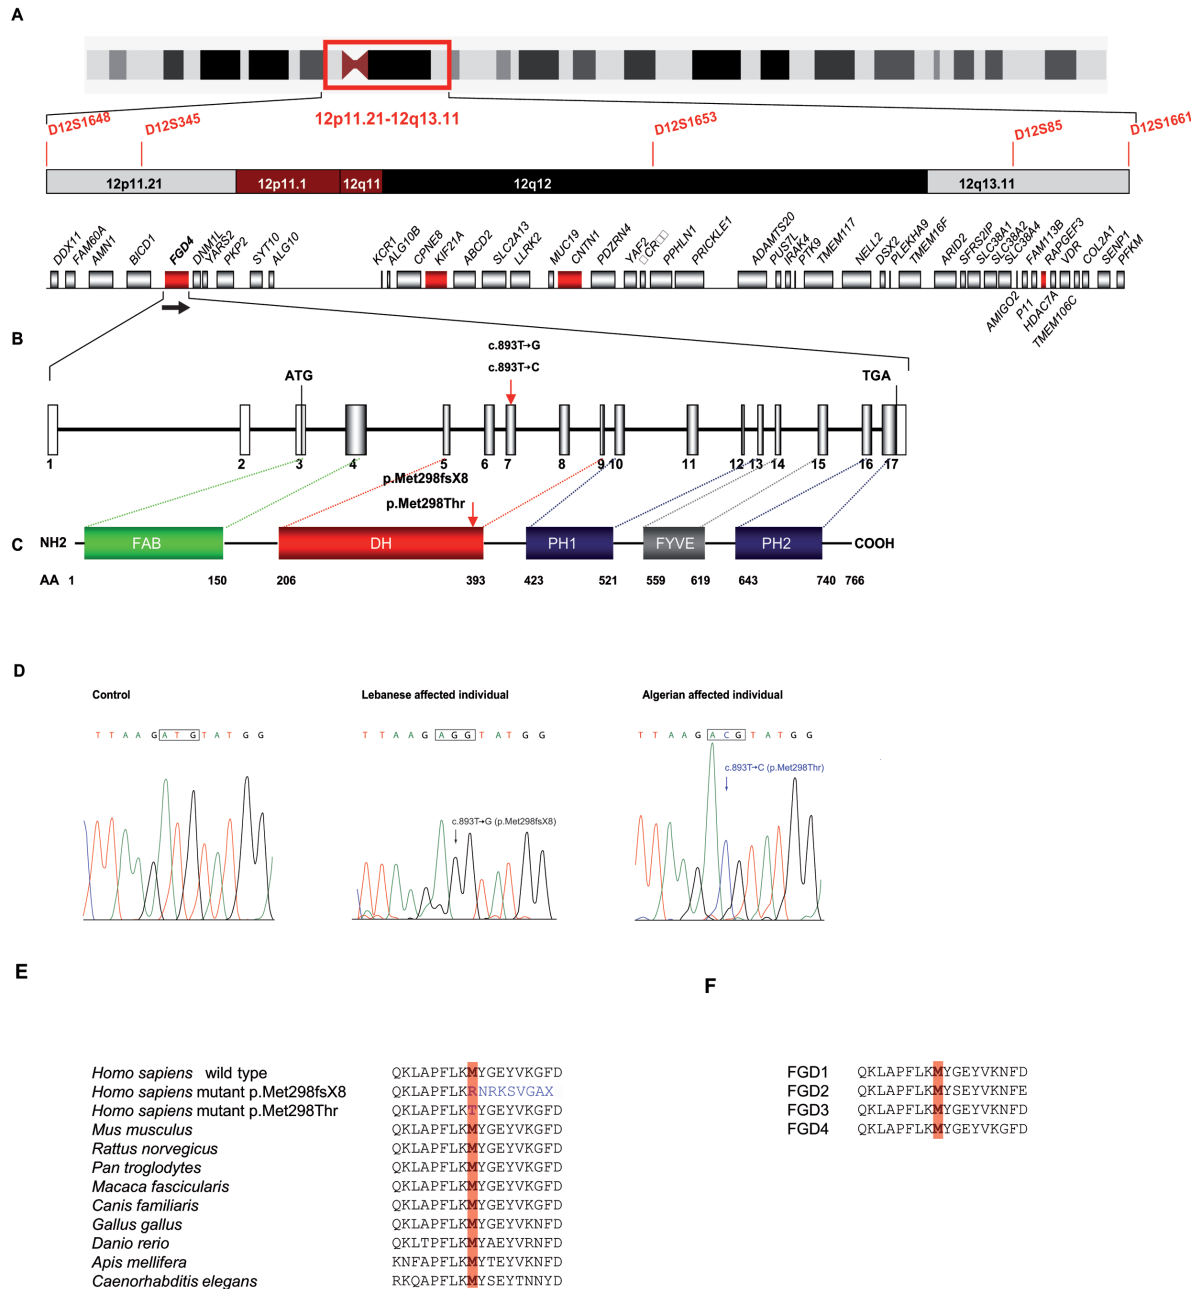 A
12p11.21-12q13.11
D12S1648
D12S345
D12S1653
D12S85
D12S1661
12p11.21
12p11.1
12q11
12q12
12q13.11
DDX11
FAM60A
AMN1
BICD1
FGD4
DNM1L
YARS2
PKP2
SYT10
ALG10
KCR1
ALG10B
CPNE8
KIF21A
ABCD2
SLC2A13
LLRK2
MUC19
CNTN1
PDZRN4
YAF2
□CR□□
PPHLN1
PRICKLE1
ADAMTS20
PUS7L
IRAK4
PTK9
TMEM117
NELL2
DSX2
PLEKHA9
TMEM16F
ARID2
SFRS2IP
SLC38A1
SLC38A2
SLC38A4
FAM113B
RAPGEF3
VDR
COL2A1
SENP1
PFKM
AMIGO2
P11
HDAC7A
TMEM106C
B
c.893T→G
c.893T→C
ATG
TGA
1 2 3 4 5 6 7 8 9 10 11 12 13 14 15 16 17
p.Met298fsX8
p.Met298Thr
C
NH2 FAB DH PH1 FYVE PH2 COOH
AA 1 150 206 393 423 521 559 619 643 740 766
D
Control
Lebanese affected individual
Algerian affected individual
T T A A G A T G T A T G G
T T A A G A G G T A T G G
T T A A G A C G T A T G G
c.893T→G (p.Met298fsX8)
c.893T→C (p.Met298Thr)
E
Homo sapiens wild type QKLAPFLKMYGEYVKGFD
Homo sapiens mutant p.Met298fsX8 QKLAPFLKRNRKSVGAX
Homo sapiens mutant p.Met298Thr QKLAPFLKTYGEYVKGFD
Mus musculus QKLAPFLKMYGEYVKGFD
Rattus norvegicus QKLAPFLKMYGEYVKGFD
Pan troglodytes QKLAPFLKMYGEYVKGFD
Macaca fascicularis QKLAPFLKMYGEYVKGFD
Canis familiaris QKLAPFLKMYGEYVKGFD
Gallus gallus QKLAPFLKMYGEYVKNFD
Danio rerio QKLTPFLKMYAEYVRNFD
Apis mellifera KNFAPFLKMYTEYVKNFD
Caenorhabditis elegans RKQAPFLKMYSEYTNNYD
F
FGD1 QKLAPFLKMYGEYVKNFD
FGD2 QKLAPFLKMYSEYVKNFE
FGD3 QKLAPFLKMYGEYVKNFD
FGD4 QKLAPFLKMYGEYVKGFD